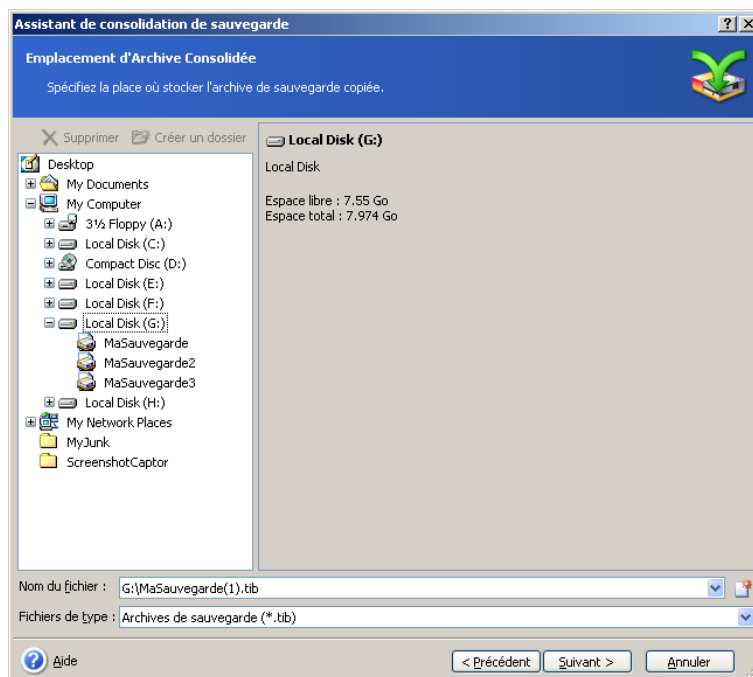 Assistant de consolidation de sauvegarde
Emplacement d'Archive Consolidée
Spécifiez la place où stocker l'archive de sauvegarde copiée.
Supprimer Créer un dossier
Desktop
My Documents
My Computer
3½ Floppy (A:)
Local Disk (C:)
Compact Disc (D:)
Local Disk (E:)
Local Disk (F:)
Local Disk (G:)
MaSauvegarde
MaSauvegarde2
MaSauvegarde3
Local Disk (H:)
My Network Places
MyJunk
ScreenshotCaptor
Local Disk (G:)
Local Disk
Espace libre : 7.55 Go
Espace total : 7.974 Go
Nom du fichier : G:\MaSauvegarde(1).tib
Fichiers de type : Archives de sauvegarde (*.tib)
Aide < Précédent Suivant > Annuler